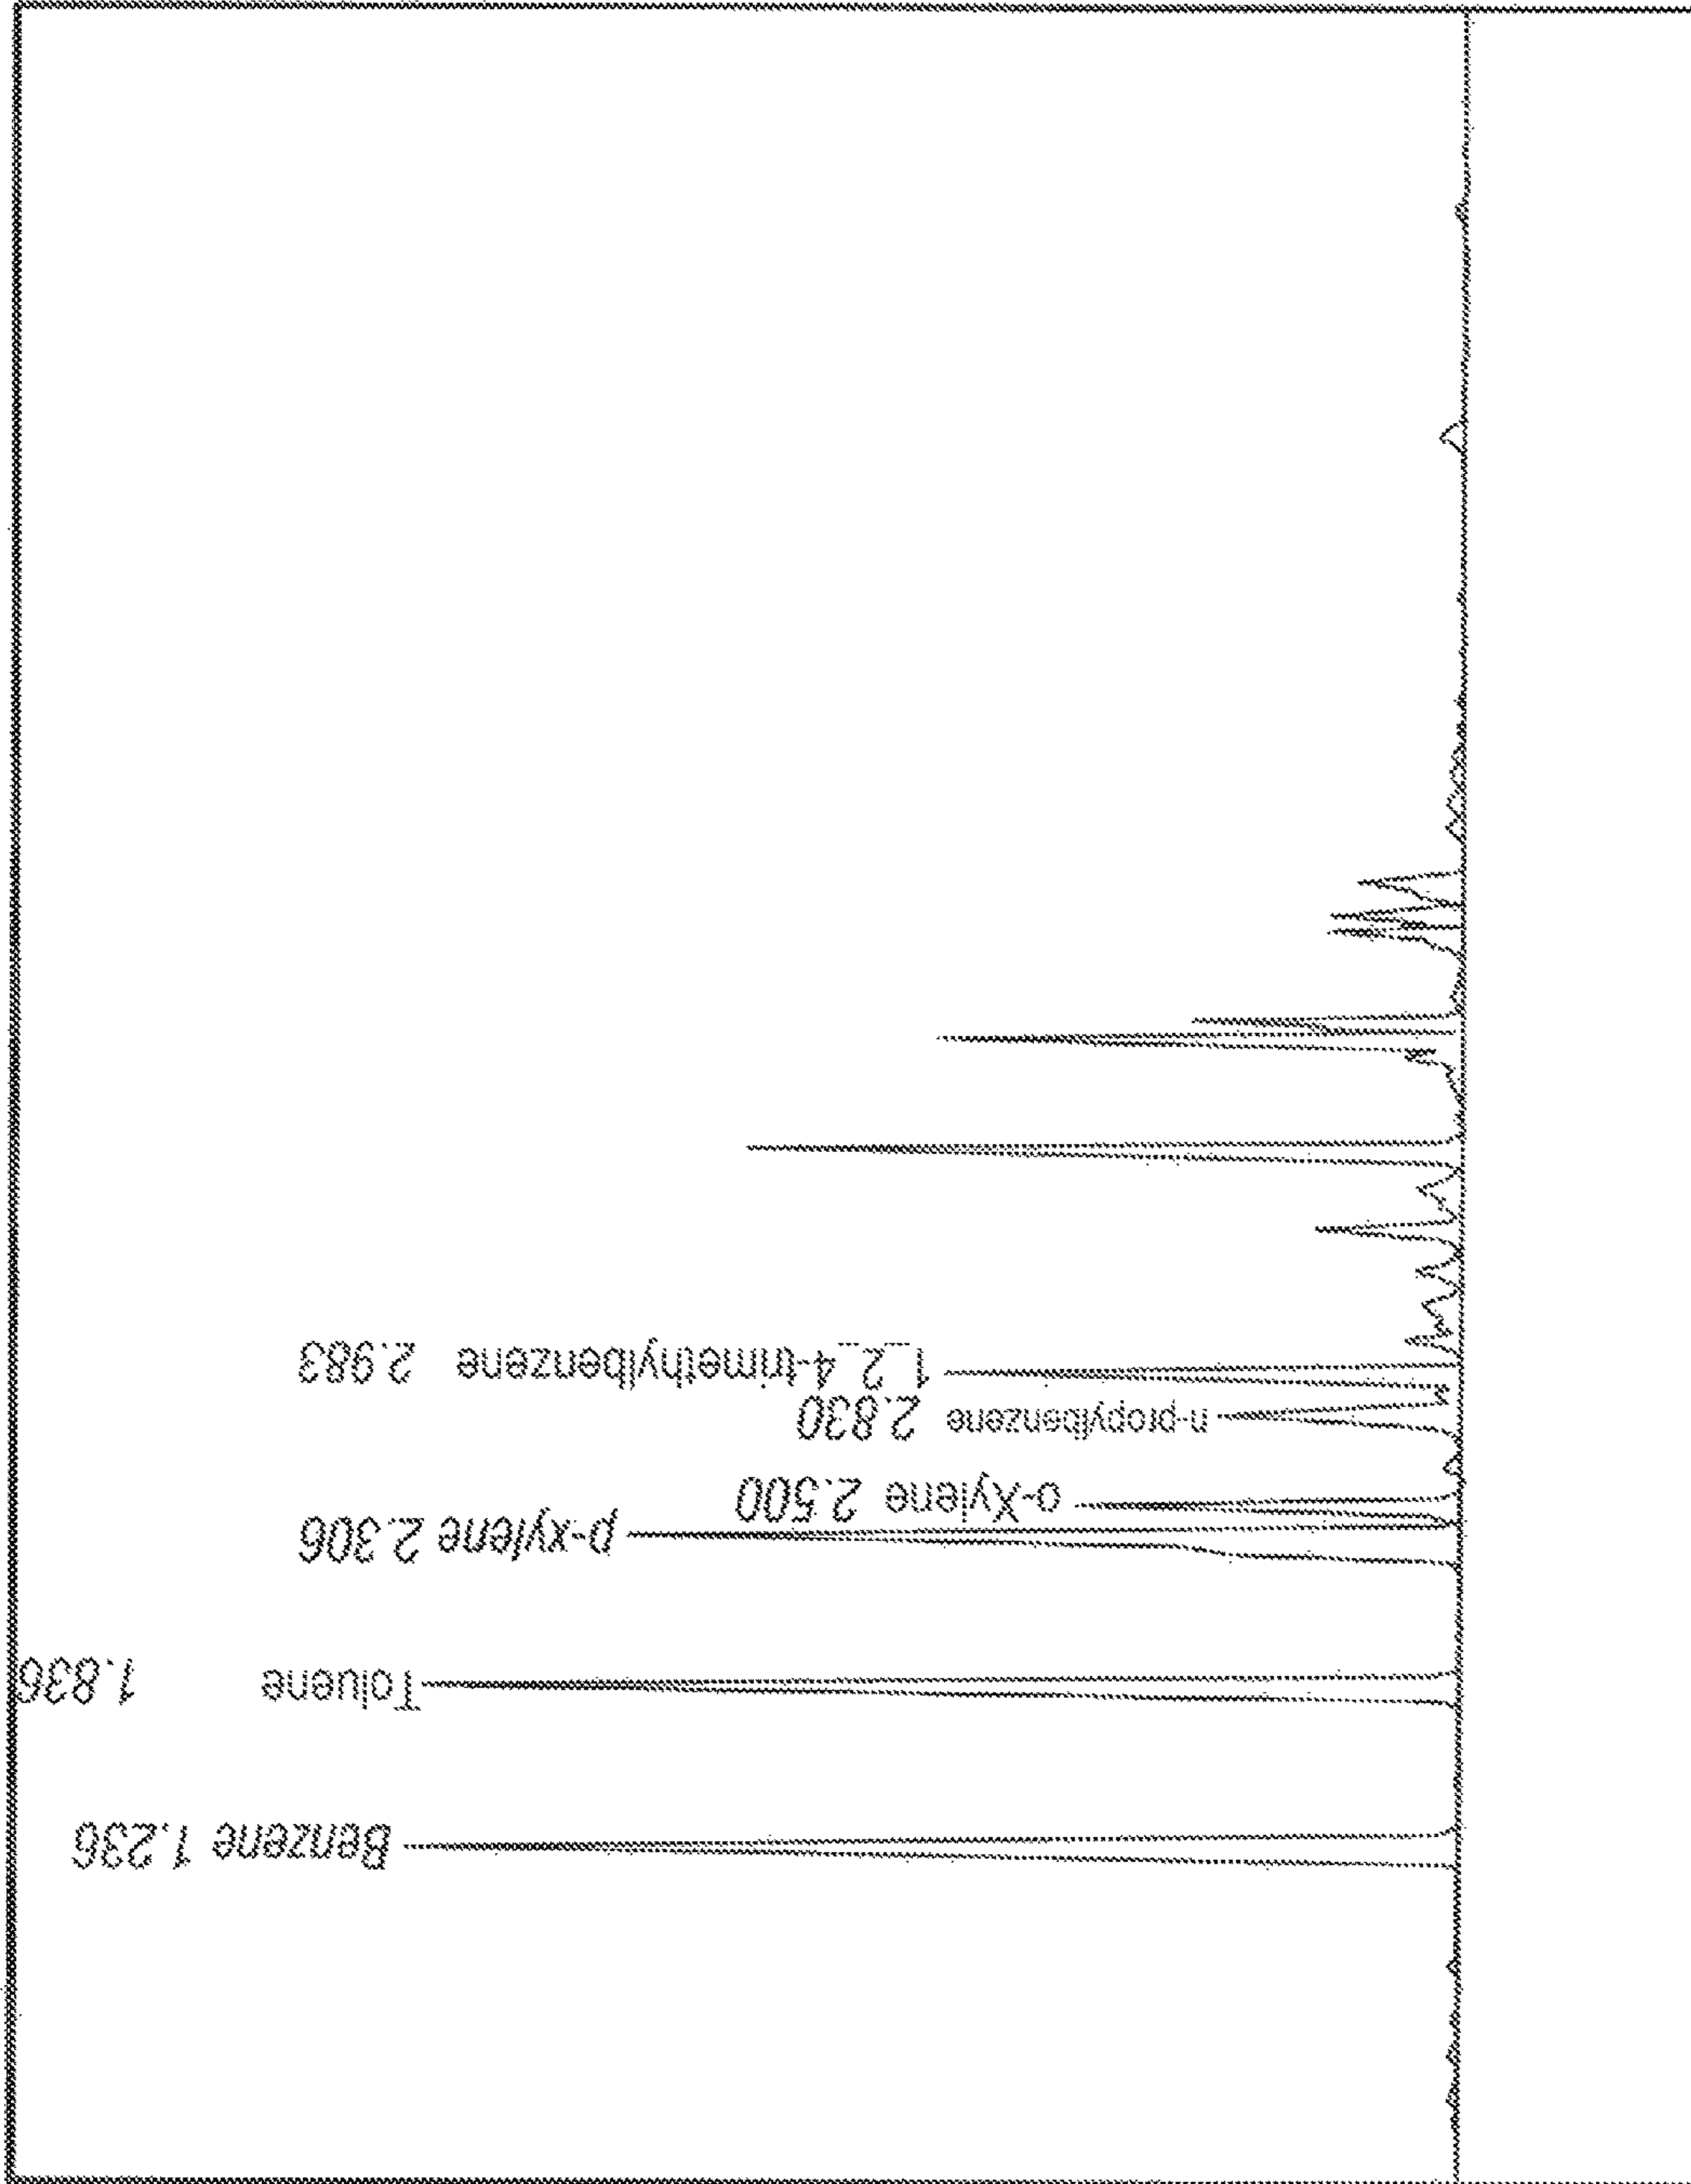 Benzene 1.236
Toluene 1.836
p-xylene 2.306
o-Xylene 2.500
n-propylbenzene 2.830
1_2_4-trimethylbenzene 2.983